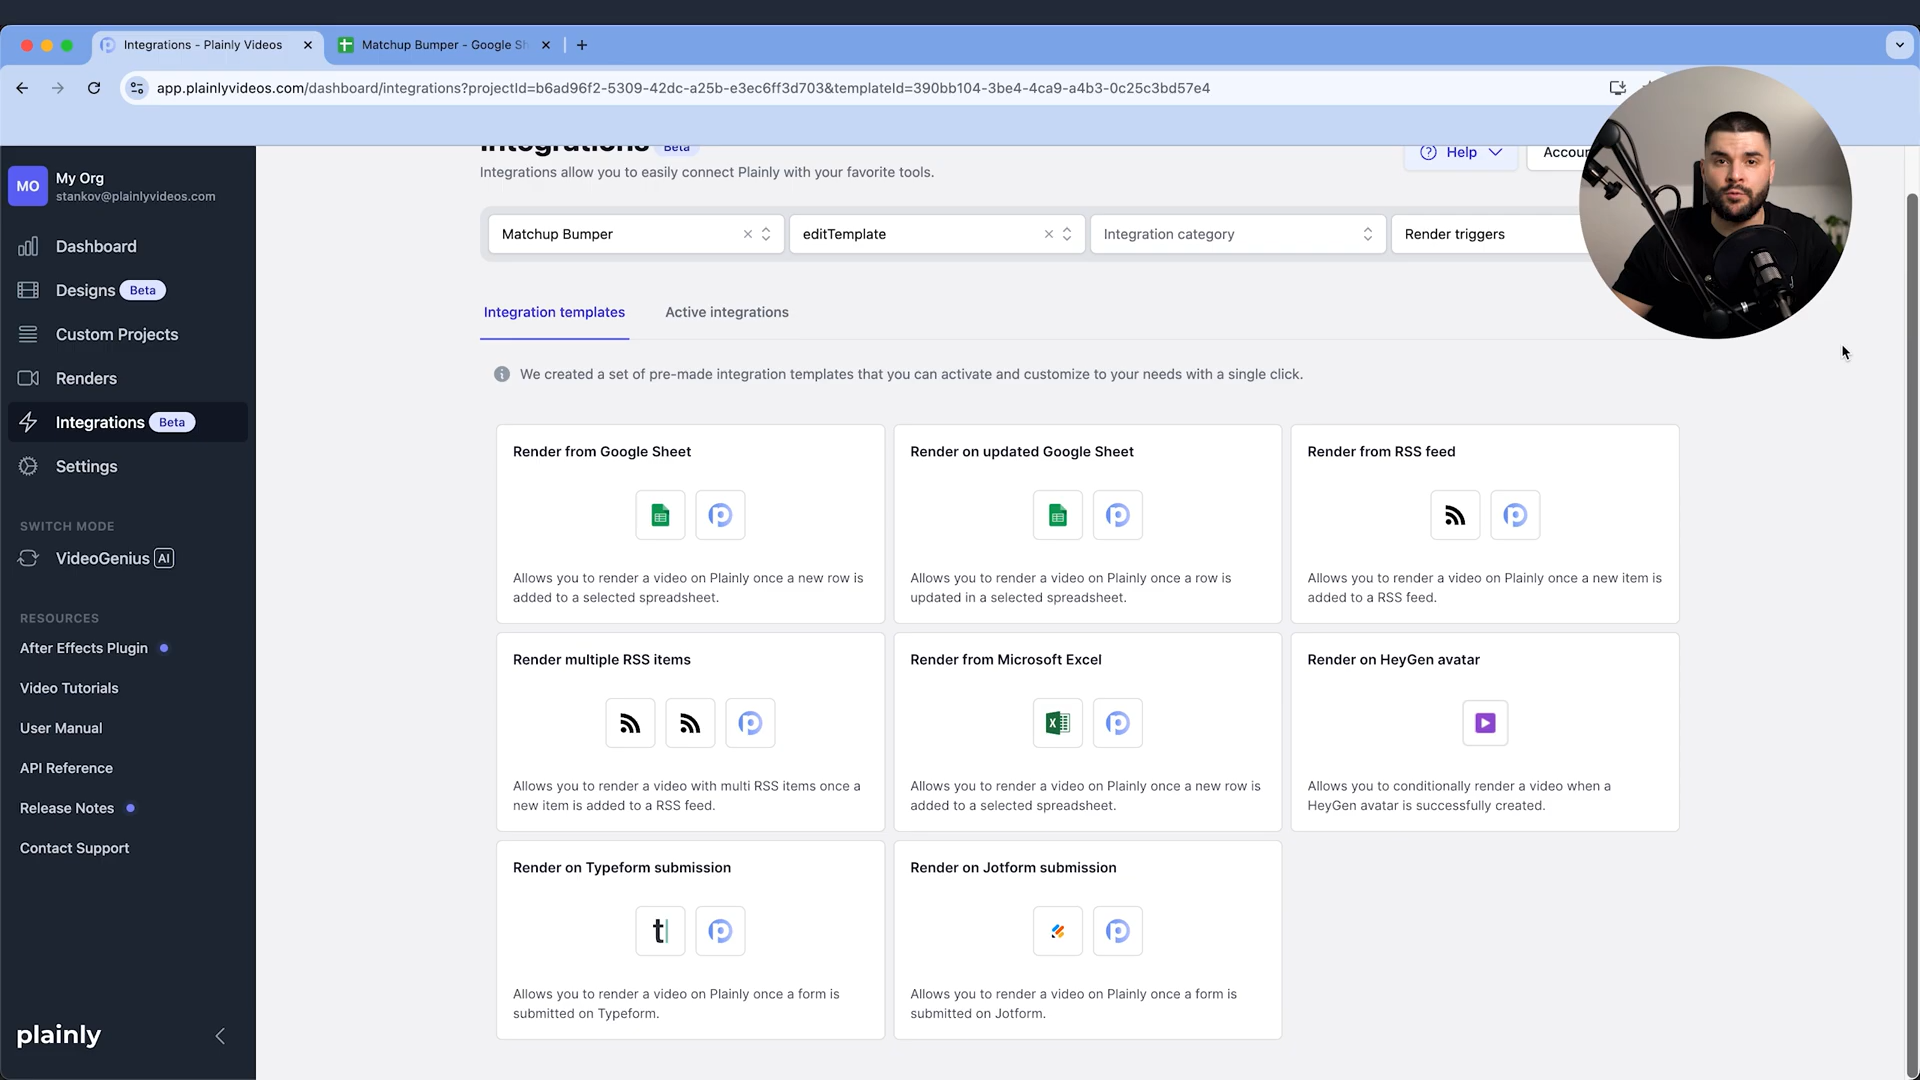 Integrations - Plainly Videos
Matchup Bumper - Google Sh
app.plainlyvideos.com/dashboard/integrations?projectId=b6ad96f2-5309-42dc-a25b-e3ec6ff3d703&templateId=390bb104-3be4-4ca9-a4b3-0c25c3bd57e4
MO
My Org
stankov@plainlyvideos.com
Dashboard
Designs Beta
Custom Projects
Renders
Integrations Beta
Settings
SWITCH MODE
VideoGenius AI
RESOURCES
After Effects Plugin
Video Tutorials
User Manual
API Reference
Release Notes
Contact Support
plainly
Integrations Beta
Help
Accoun
Integrations allow you to easily connect Plainly with your favorite tools.
Matchup Bumper
editTemplate
Integration category
Render triggers
Integration templates
Active integrations
We created a set of pre-made integration templates that you can activate and customize to your needs with a single click.
Render from Google Sheet
Allows you to render a video on Plainly once a new row is
added to a selected spreadsheet.
Render on updated Google Sheet
Allows you to render a video on Plainly once a row is
updated in a selected spreadsheet.
Render from RSS feed
Allows you to render a video on Plainly once a new item is
added to a RSS feed.
Render multiple RSS items
Allows you to render a video with multi RSS items once a
new item is added to a RSS feed.
Render from Microsoft Excel
Allows you to render a video on Plainly once a new row is
added to a selected spreadsheet.
Render on HeyGen avatar
Allows you to conditionally render a video when a
HeyGen avatar is successfully created.
Render on Typeform submission
Allows you to render a video on Plainly once a form is
submitted on Typeform.
Render on Jotform submission
Allows you to render a video on Plainly once a form is
submitted on Jotform.